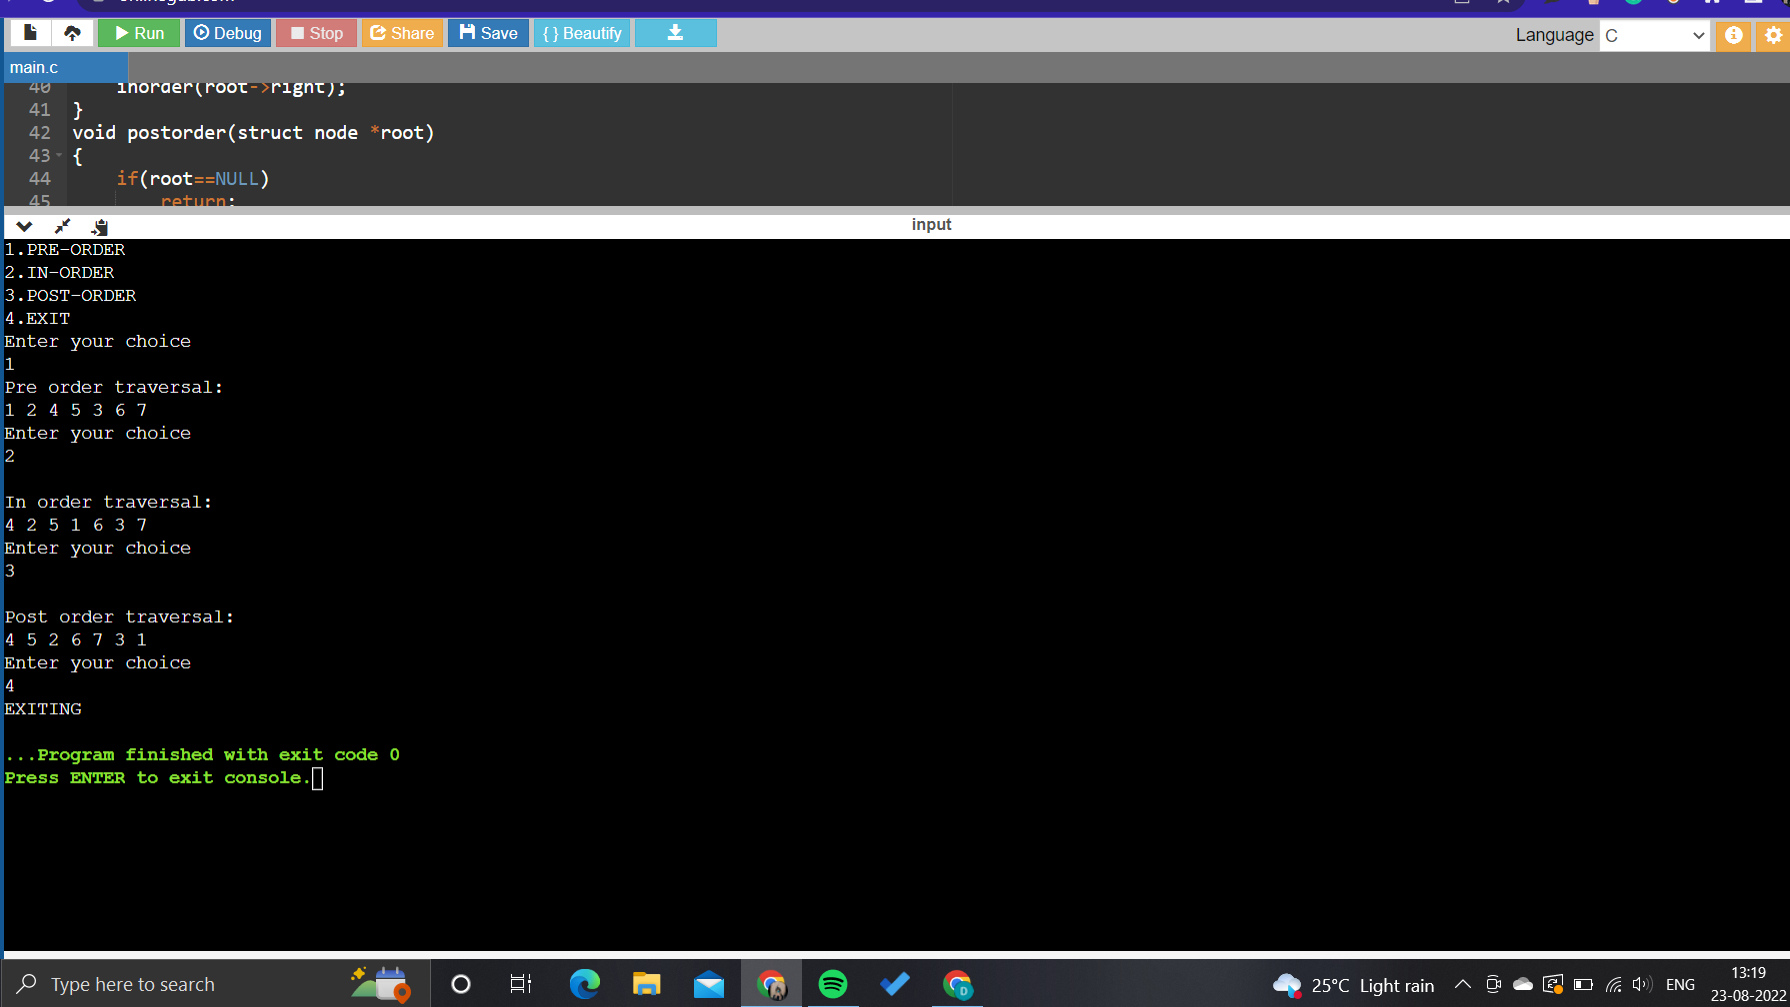 Run Debug Stop Share Save { } Beautify
Language C
main.c
40 inorder(root->right);
41 }
42 void postorder(struct node *root)
43 {
44 if(root==NULL)
45 return;
input
1.PRE-ORDER
2.IN-ORDER
3.POST-ORDER
4.EXIT
Enter your choice
1
Pre order traversal:
1 2 4 5 3 6 7
Enter your choice
2
In order traversal:
4 2 5 1 6 3 7
Enter your choice
3
Post order traversal:
4 5 2 6 7 3 1
Enter your choice
4
EXITING
...Program finished with exit code 0
Press ENTER to exit console.
Type here to search
D
25°C Light rain
ENG
13:19
23-08-2022